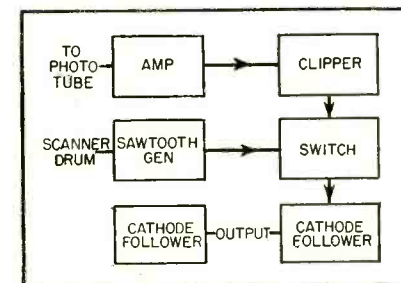 TO
PHOTO
TUBE
AMP
CLIPPER
SCANNER
DRUM
SAWTOOTH
GEN
SWITCH
CATHODE
FOLLOWER
OUTPUT
CATHODE
FOLLOWER